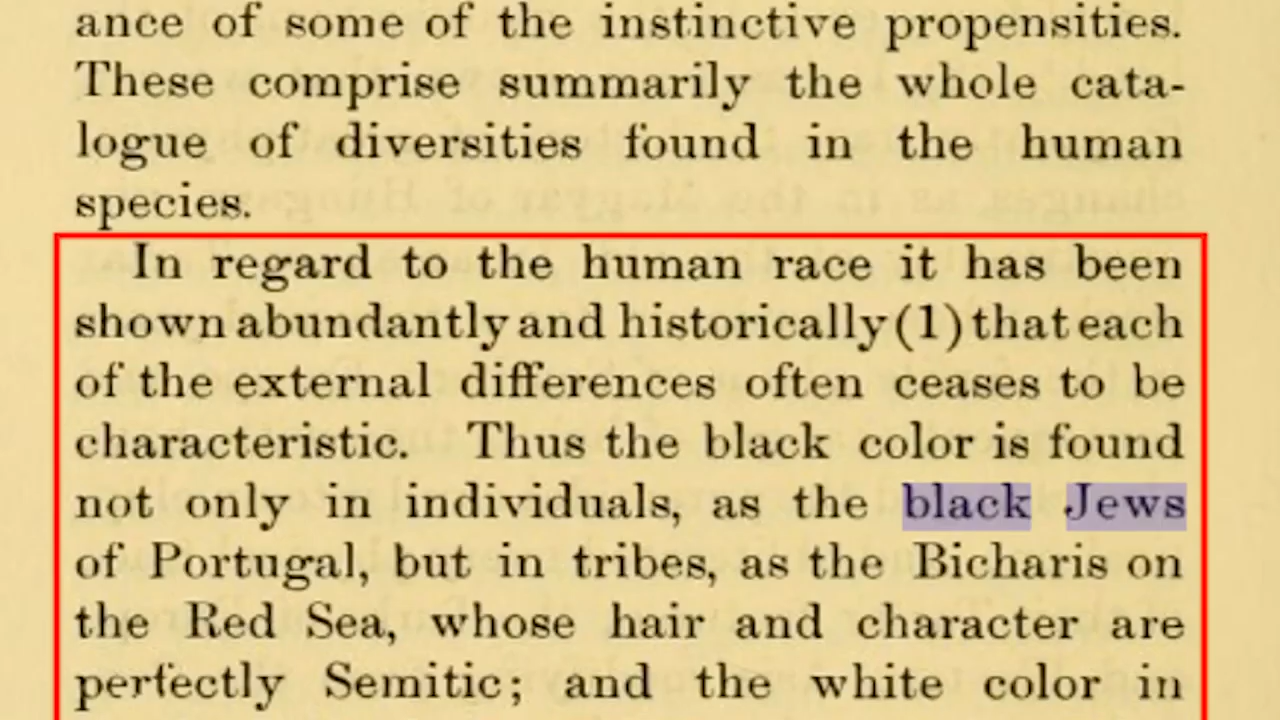 ance of some of the instinctive propensities.
These comprise summarily the whole cata-
logue of diversities found in the human
species.
In regard to the human race it has been
shown abundantly and historically (1) that each
of the external differences often ceases to be
characteristic. Thus the black color is found
not only in individuals, as the black Jews
of Portugal, but in tribes, as the Bicharis on
the Red Sea, whose hair and character are
perfectly Semitic; and the white color in